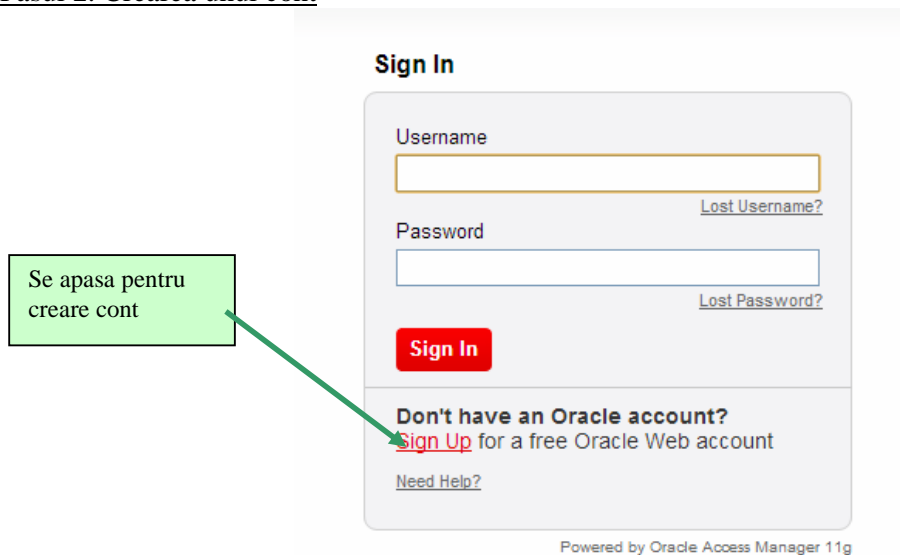 Pasul 2: Crearea unui cont
Sign In
Username
Lost Username?
Password
Se apasa pentru
creare cont
Lost Password?
Sign In
Don't have an Oracle account?
Sign Up for a free Oracle Web account
Need Help?
Powered by Oracle Access Manager 11g